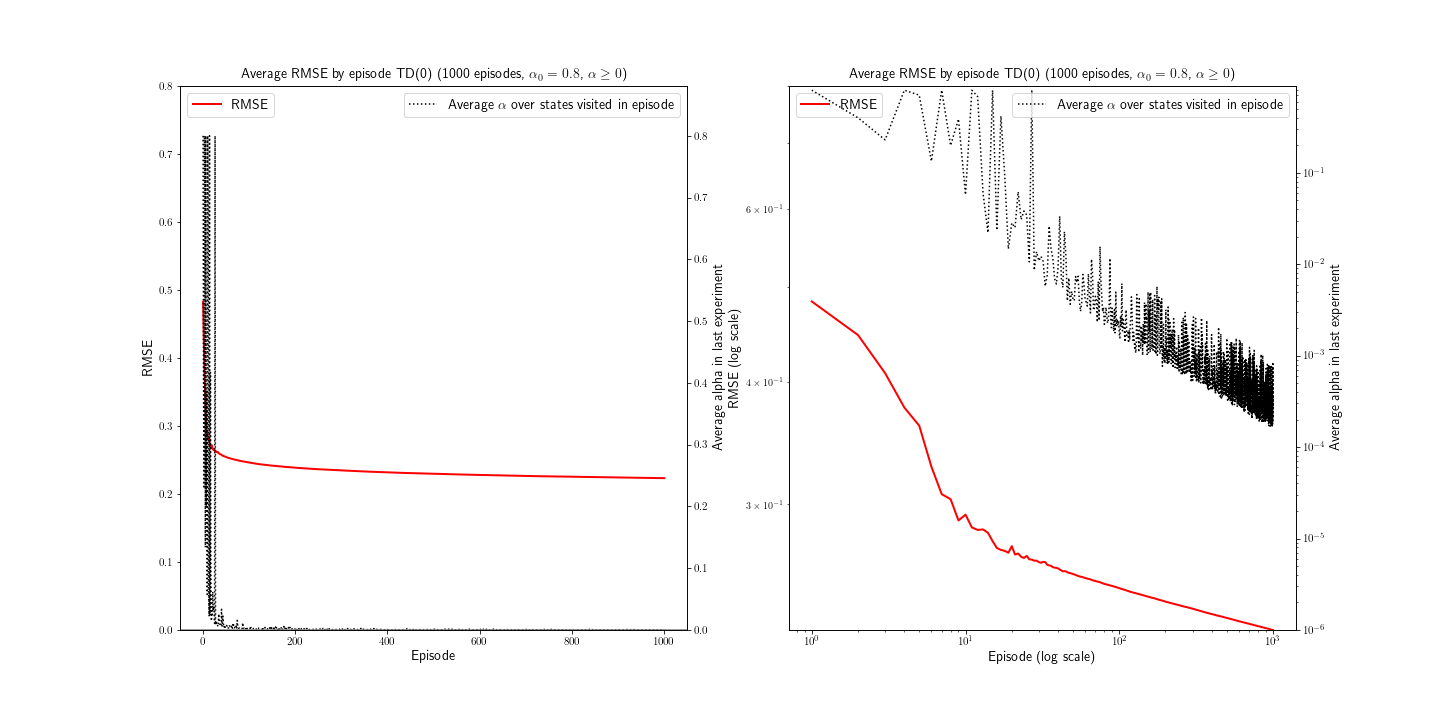 Average RMSE by episode TD(0) (1000 episodes, α₀ = 0.8, α ≥ 0)
RMSE
Average α over states visited in episode
0.8
0.7
0.6
0.5
0.4
0.3
0.2
0.1
0.0
RMSE
0.8
0.7
0.6
0.5
0.4
0.3
0.2
0.1
0.0
Average alpha in last experiment
0
200
400
600
800
1000
Episode
Average RMSE by episode TD(0) (1000 episodes, α₀ = 0.8, α ≥ 0)
RMSE
Average α over states visited in episode
6 × 10⁻¹
4 × 10⁻¹
3 × 10⁻¹
RMSE (log scale)
10⁻¹
10⁻²
10⁻³
10⁻⁴
10⁻⁵
10⁻⁶
Average alpha in last experiment
10⁰
10¹
10²
10³
Episode (log scale)